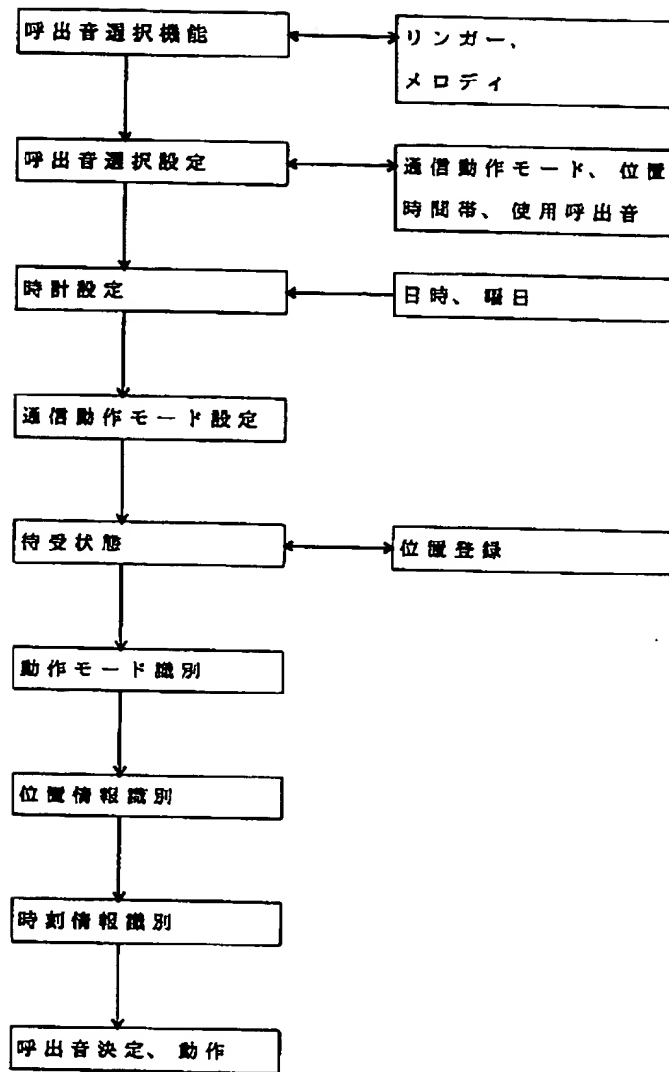 呼出音選択機能
リンガー、
メロディ
呼出音選択設定
通信動作モード、位置
時間帯、使用呼出音
時計設定
日時、曜日
通信動作モード設定
待受状態
位置登録
動作モード識別
位置情報識別
時刻情報識別
呼出音決定、動作